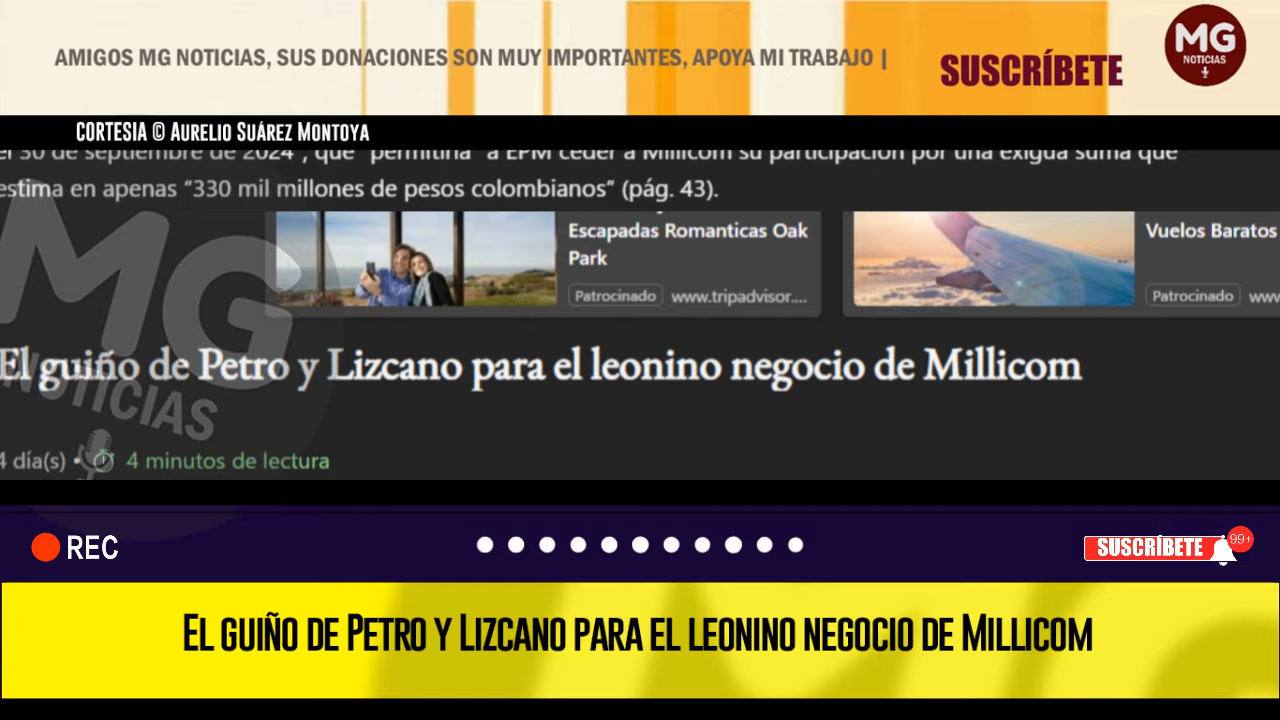 AMIGOS MG NOTICIAS, SUS DONACIONES SON MUY IMPORTANTES, APOYA MI TRABAJO |
SUSCRÍBETE
MG
NOTICIAS
CORTESIA © AURELIO SUÁREZ MONTOYA
el 30 de septiembre de 2024", que "permitiría" a EPM ceder a Millicom su participación por una exigua suma que
estima en apenas “330 mil millones de pesos colombianos” (pág. 43).
Escapadas Romanticas Oak
Park
Patrocinado www.tripadvisor....
Vuelos Baratos
Patrocinado www
MG
NOTICIAS
El guiño de Petro y Lizcano para el leonino negocio de Millicom
4 día(s) • 4 minutos de lectura
REC
SUSCRÍBETE
99+
EL GUIÑO DE PETRO Y LIZCANO PARA EL LEONINO NEGOCIO DE MILLICOM